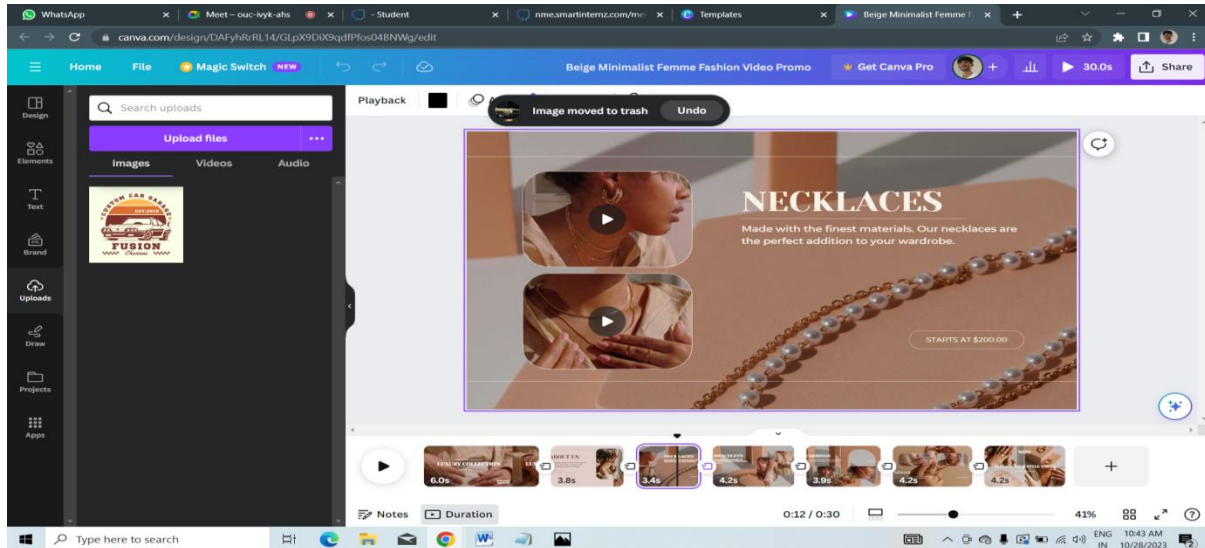 WhatsApp
Meet – ouc-ivyk-ahs
- Student
nme.smartinternz.com/me
Templates
Beige Minimalist Femme F
canva.com/design/DAFyhRrRL14/GLpX9DiX9qdfPfos04BNWg/edit
Home File Magic Switch NEW
Beige Minimalist Femme Fashion Video Promo
Get Canva Pro
30.0s
Share
Design
Elements
Text
Brand
Uploads
Draw
Projects
Apps
Search uploads
Upload files
Images Videos Audio
CUSTOM CAR GARAGE
FUSION
Chennai
Playback
Image moved to trash Undo
NECKLACES
Made with the finest materials. Our necklaces are
the perfect addition to your wardrobe.
STARTS AT $200.00
LUXURY COLLECTION
6.0s
ABOUT US
3.8s
NECKLACES
3.4s
4.2s
3.9s
4.2s
4.2s
Notes Duration
0:12 / 0:30
41%
Type here to search
ENG
IN
10:43 AM
10/28/2023